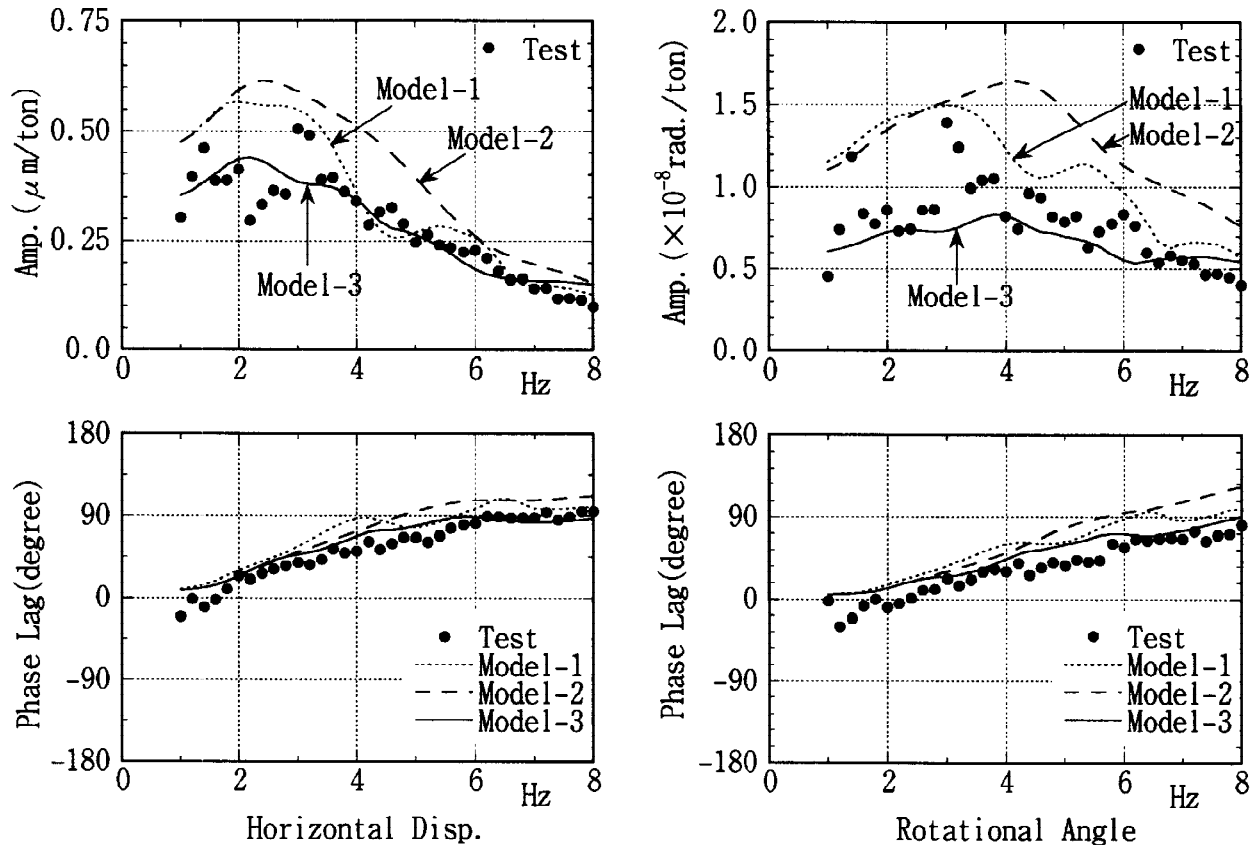 Amp. (μm/ton)
0.75
0.50
0.25
0.0
0
2
4
6
8
Hz
Test
Model-1
Model-2
Model-3
Amp. (×10⁻⁸rad./ton)
2.0
1.5
1.0
0.5
0.0
0
2
4
6
8
Hz
Test
Model-1
Model-2
Model-3
Phase Lag(degree)
180
90
0
-90
-180
0
2
4
6
8
Hz
Test
Model-1
Model-2
Model-3
Horizontal Disp.
Phase Lag(degree)
180
90
0
-90
-180
0
2
4
6
8
Hz
Test
Model-1
Model-2
Model-3
Rotational Angle